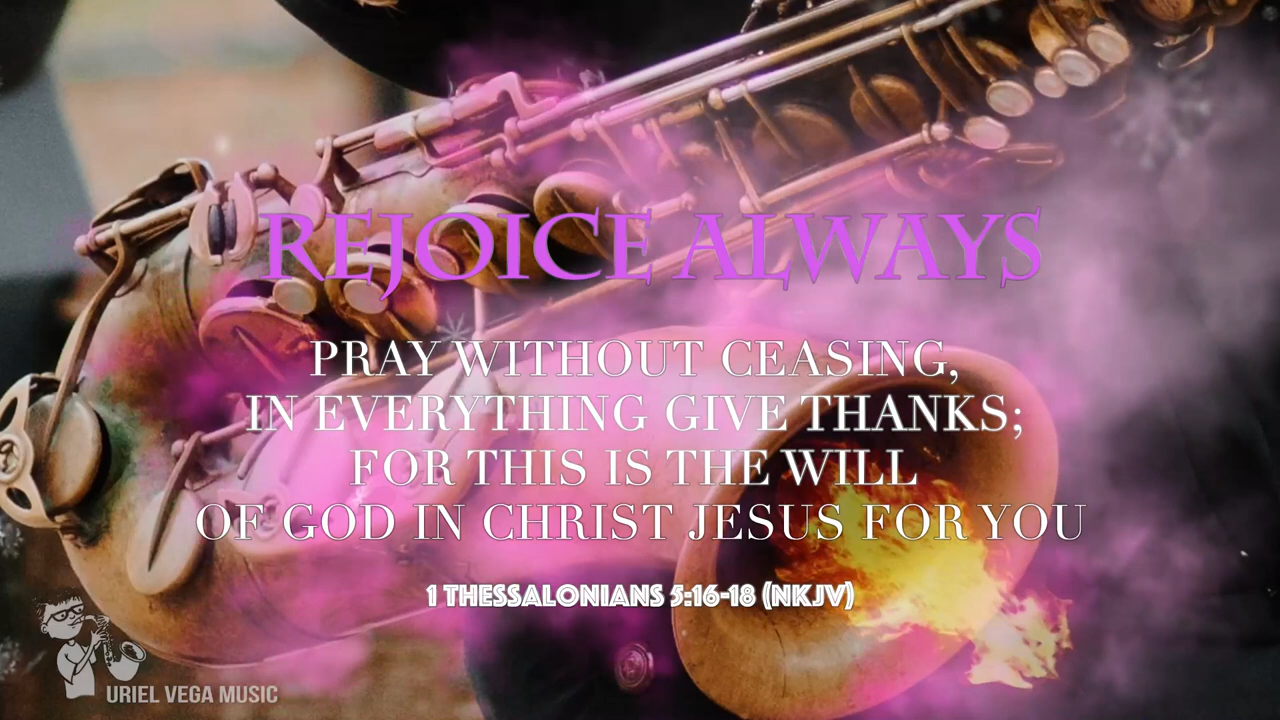 REJOICE ALWAYS
PRAY WITHOUT CEASING,
IN EVERYTHING GIVE THANKS;
FOR THIS IS THE WILL
OF GOD IN CHRIST JESUS FOR YOU
1 THESSALONIANS 5:16-18 (NKJV)
URIEL VEGA MUSIC